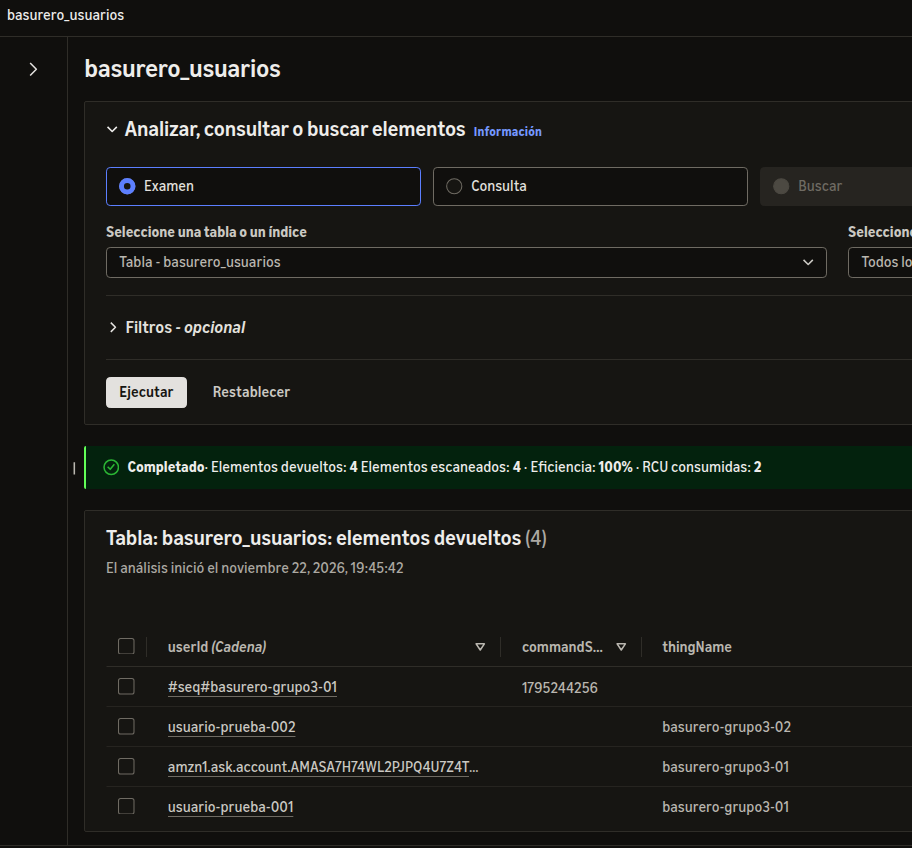 basurero_usuarios
basurero_usuarios
Analizar, consultar o buscar elementos Información
Examen
Consulta
Buscar
Seleccione una tabla o un índice
Tabla - basurero_usuarios
Filtros - opcional
Ejecutar
Restablecer
Completado· Elementos devueltos: 4 Elementos escaneados: 4 · Eficiencia: 100% · RCU consumidas: 2
Tabla: basurero_usuarios: elementos devueltos (4)
El análisis inició el noviembre 22, 2026, 19:45:42
userId (Cadena) commandS... thingName
#seq#basurero-grupo3-01 1795244256
usuario-prueba-002 basurero-grupo3-02
amzn1.ask.account.AMASA7H74WL2PJPQ4U7Z4T... basurero-grupo3-01
usuario-prueba-001 basurero-grupo3-01